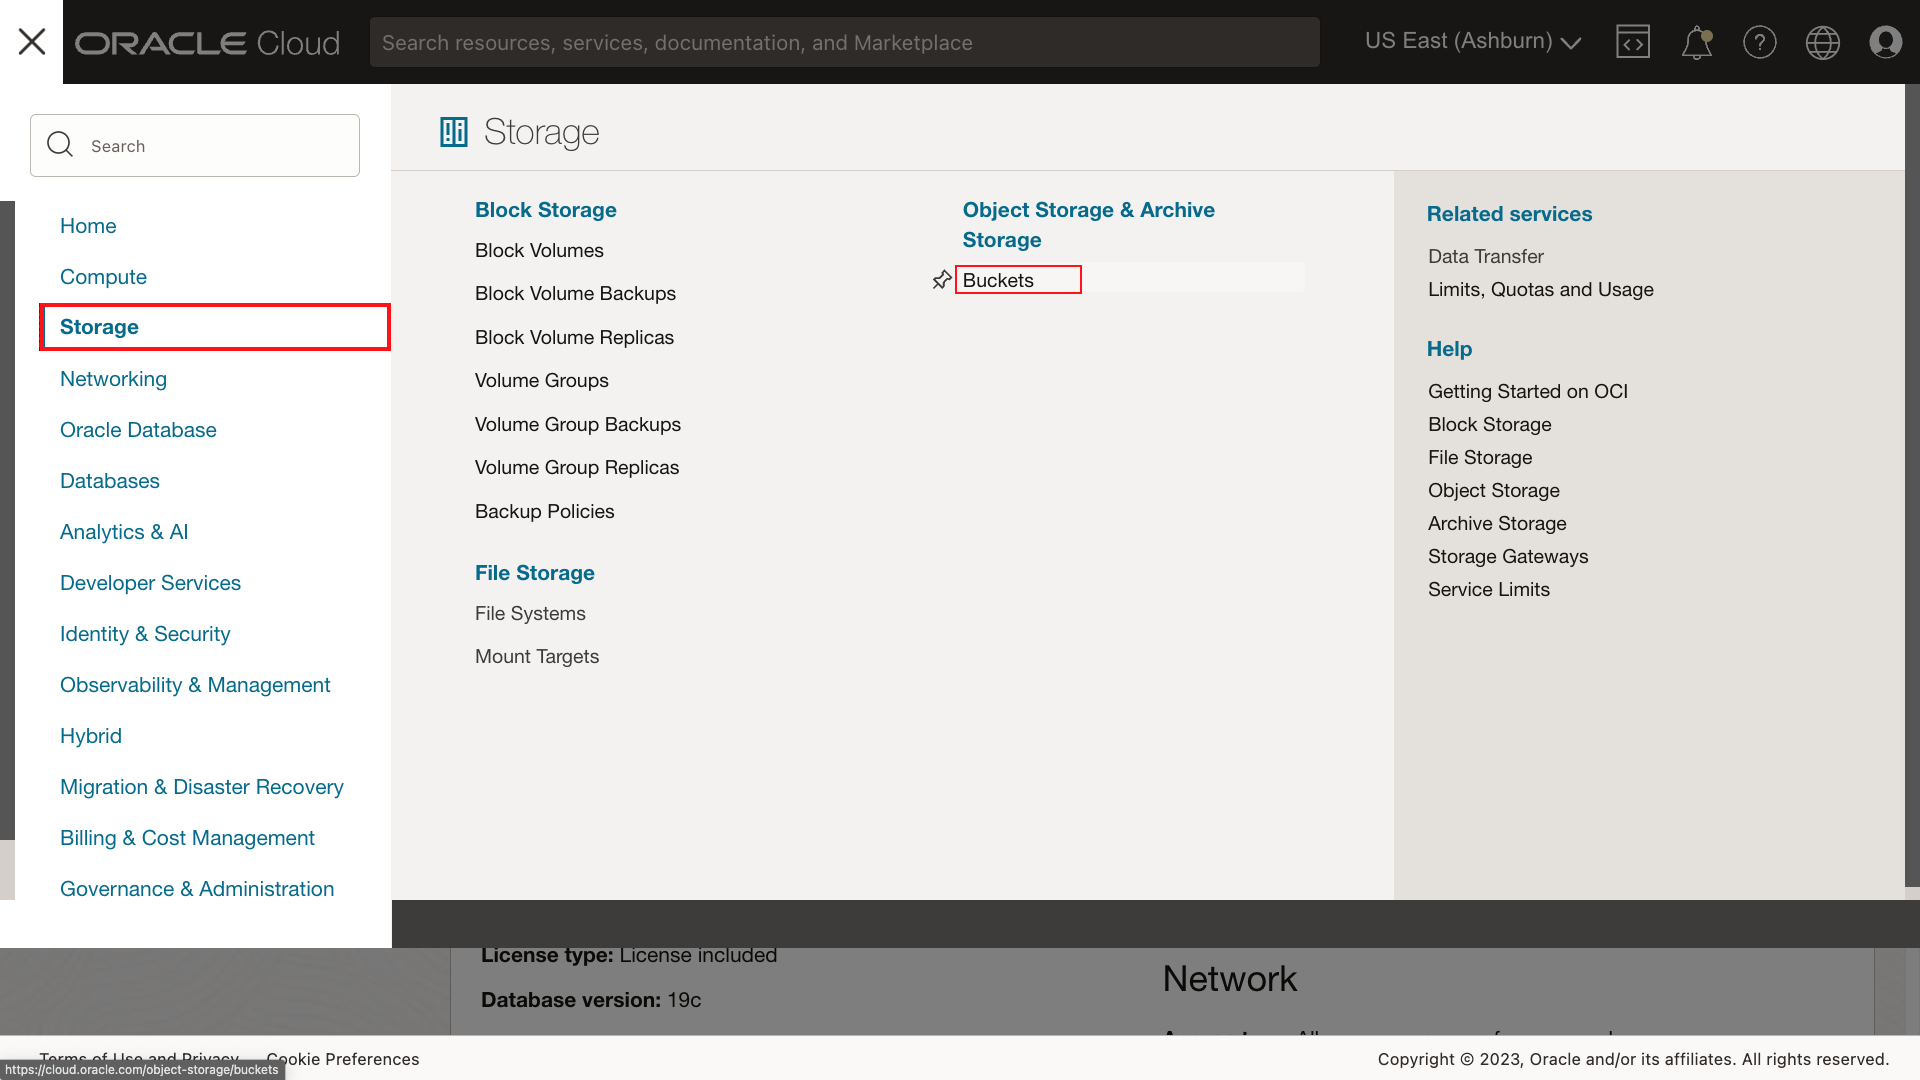 ORACLE Cloud
Search resources, services, documentation, and Marketplace
US East (Ashburn)
Search
Home
Compute
Storage
Networking
Oracle Database
Databases
Analytics & AI
Developer Services
Identity & Security
Observability & Management
Hybrid
Migration & Disaster Recovery
Billing & Cost Management
Governance & Administration
Storage
Block Storage
Block Volumes
Block Volume Backups
Block Volume Replicas
Volume Groups
Volume Group Backups
Volume Group Replicas
Backup Policies
File Storage
File Systems
Mount Targets
Object Storage & Archive
Storage
Buckets
Related services
Data Transfer
Limits, Quotas and Usage
Help
Getting Started on OCI
Block Storage
File Storage
Object Storage
Archive Storage
Storage Gateways
Service Limits
License type: License included
Database version: 19c
Network
Terms of Use and Privacy
Cookie Preferences
https://cloud.oracle.com/object-storage/buckets
Copyright © 2023, Oracle and/or its affiliates. All rights reserved.